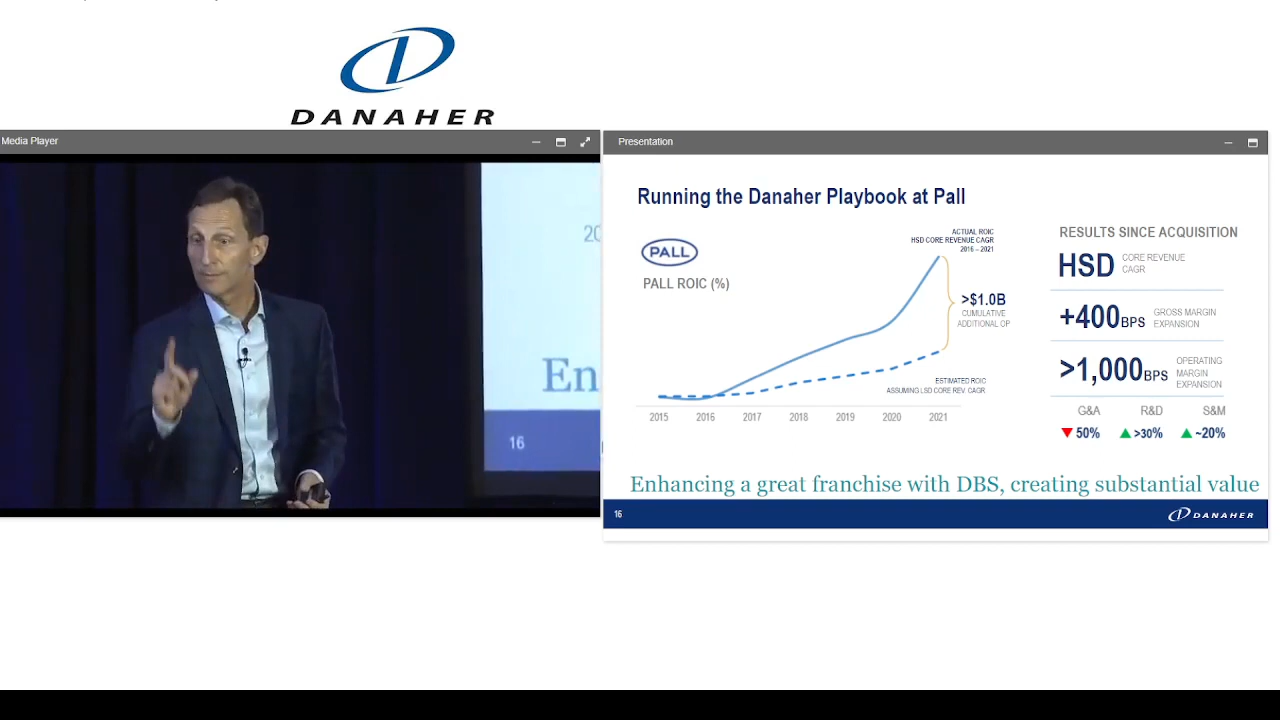 DANAHER
Media Player
20
En
16
Presentation
Running the Danaher Playbook at Pall
PALL
PALL ROIC (%)
ACTUAL ROIC
HSD CORE REVENUE CAGR
2016 – 2021
>$1.0B
CUMULATIVE
ADDITIONAL OP
ESTIMATED ROIC
ASSUMING LSD CORE REV. CAGR
2015 2016 2017 2018 2019 2020 2021
RESULTS SINCE ACQUISITION
HSD CORE REVENUE
CAGR
+400BPS GROSS MARGIN
EXPANSION
>1,000BPS OPERATING
MARGIN
EXPANSION
G&A R&D S&M
▼ 50% ▲ >30% ▲ ~20%
Enhancing a great franchise with DBS, creating substantial value
16
DANAHER